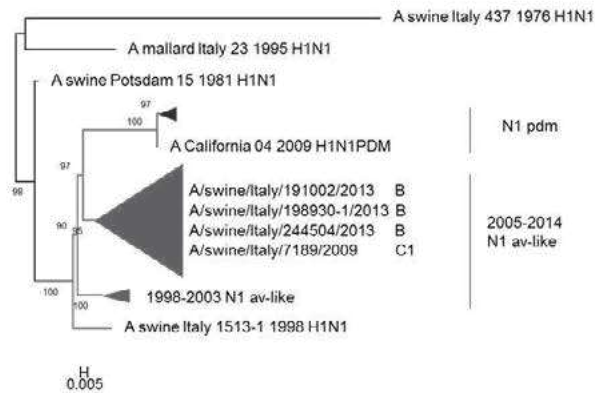 A swine Italy 437 1976 H1N1
A mallard Italy 23 1995 H1N1
A swine Potsdam 15 1981 H1N1
97
100
N1 pdm
A California 04 2009 H1N1PDM
97
99
A/swine/Italy/191002/2013 B
A/swine/Italy/198930-1/2013 B
90
95
A/swine/Italy/244504/2013 B
2005-2014
N1 av-like
A/swine/Italy/7189/2009 C1
100
1998-2003 N1 av-like
100
A swine Italy 1513-1 1998 H1N1
H
0.005